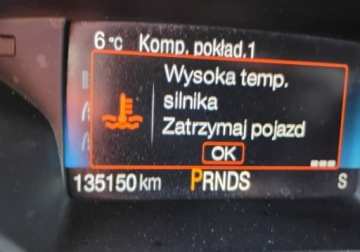 6°C Komp. pokład.1
Wysoka temp.
silnika
Zatrzymaj pojazd
OK
135150 km PRNDS S